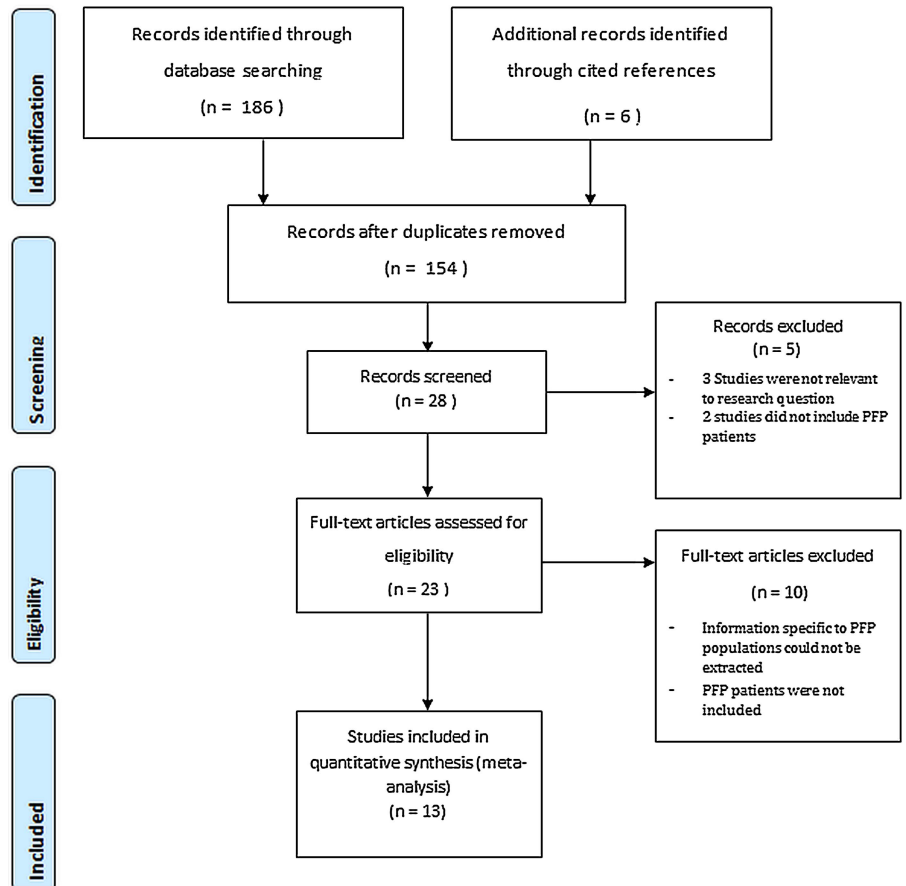 Identification
Records identified through
database searching
(n = 186 )
Additional records identified
through cited references
(n = 6 )
Records after duplicates removed
(n = 154 )
Screening
Records screened
(n = 28 )
Records excluded
(n = 5)
- 3 Studies were not relevant
to research question
- 2 studies did not include PFP
patients
Eligibility
Full-text articles assessed for
eligibility
(n = 23 )
Full-text articles excluded
(n = 10)
- Information specific to PFP
populations could not be
extracted
- PFP patients were not
included
Included
Studies included in
quantitative synthesis (meta-
analysis)
(n = 13)